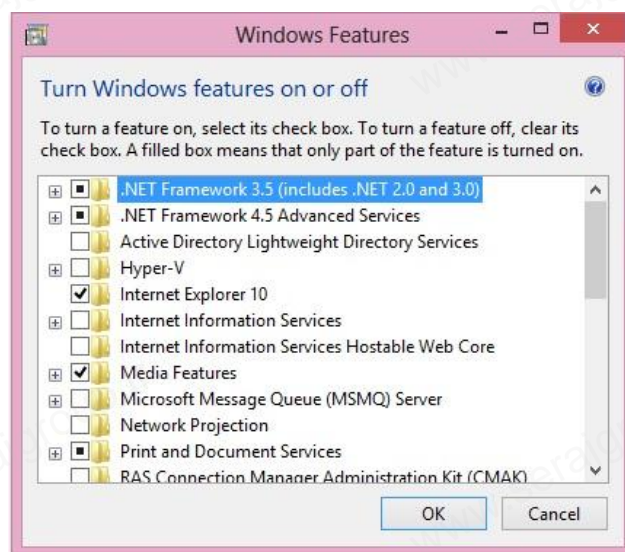 Windows Features
Turn Windows features on or off
To turn a feature on, select its check box. To turn a feature off, clear its
check box. A filled box means that only part of the feature is turned on.
.NET Framework 3.5 (includes .NET 2.0 and 3.0)
.NET Framework 4.5 Advanced Services
Active Directory Lightweight Directory Services
Hyper-V
Internet Explorer 10
Internet Information Services
Internet Information Services Hostable Web Core
Media Features
Microsoft Message Queue (MSMQ) Server
Network Projection
Print and Document Services
RAS Connection Manager Administration Kit (CMAK)
OK Cancel